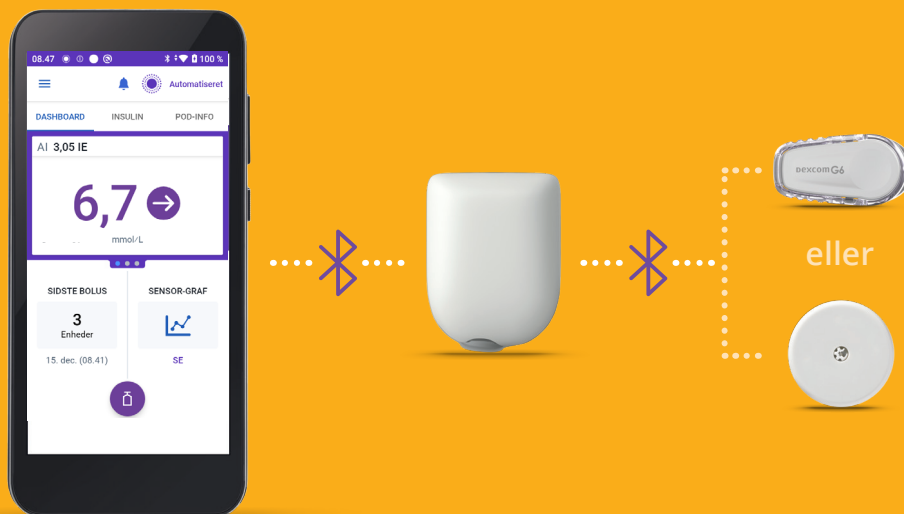 08.47
100 %
Automatiseret
DASHBOARD
INSULIN
POD-INFO
AI 3,05 IE
6,7
mmol/L
SIDSTE BOLUS
SENSOR-GRAF
3
Enheder
15. dec. (08.41)
SE
Dexcom G6
eller